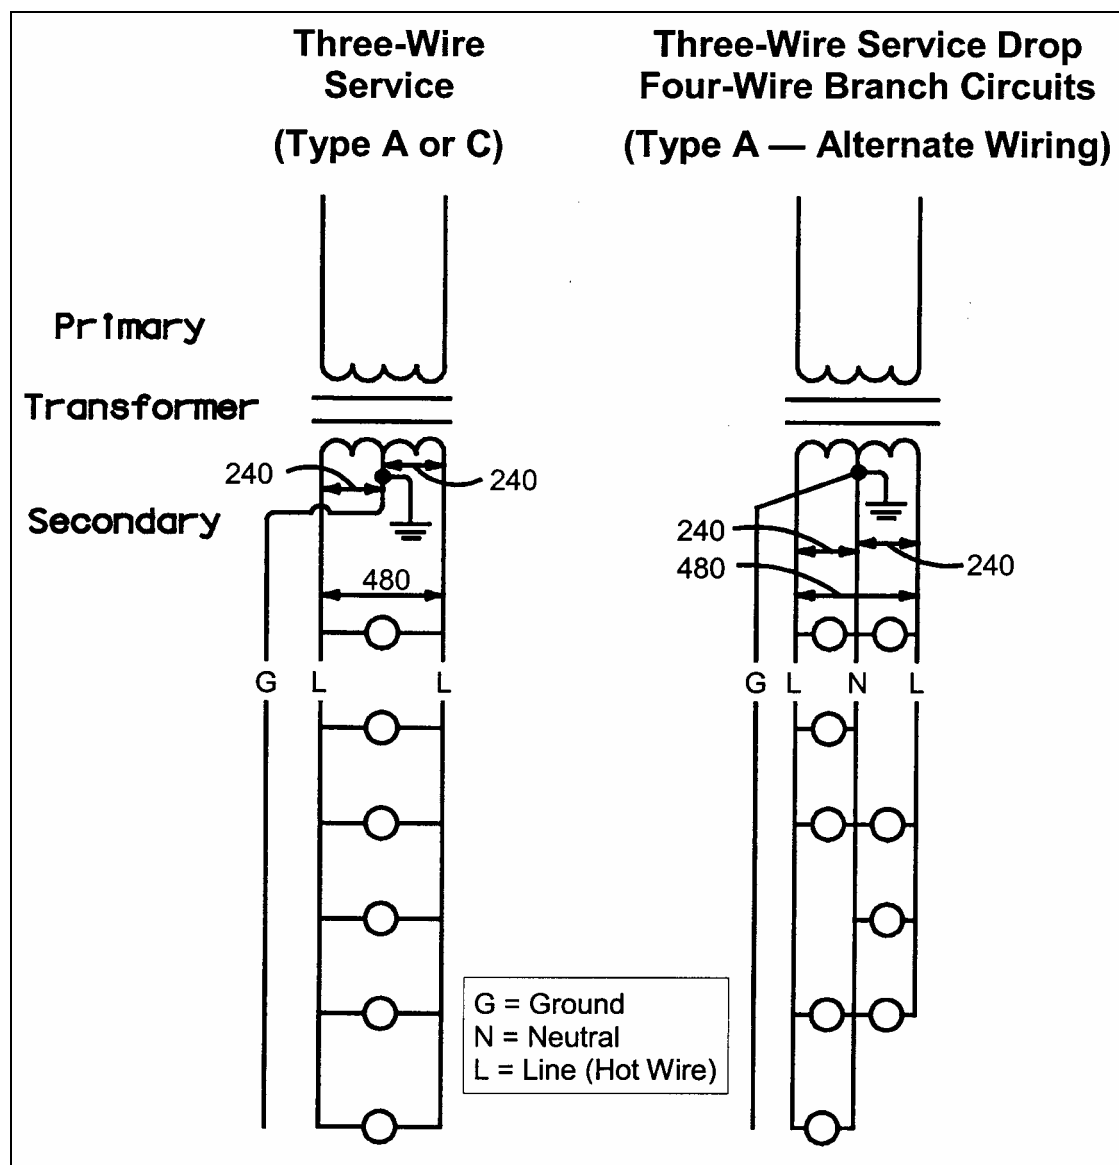 Three-Wire
Service
(Type A or C)
Three-Wire Service Drop
Four-Wire Branch Circuits
(Type A — Alternate Wiring)
Primary
Transformer
Secondary
240
240
480
G L L
240
480
240
G L N L
G = Ground
N = Neutral
L = Line (Hot Wire)